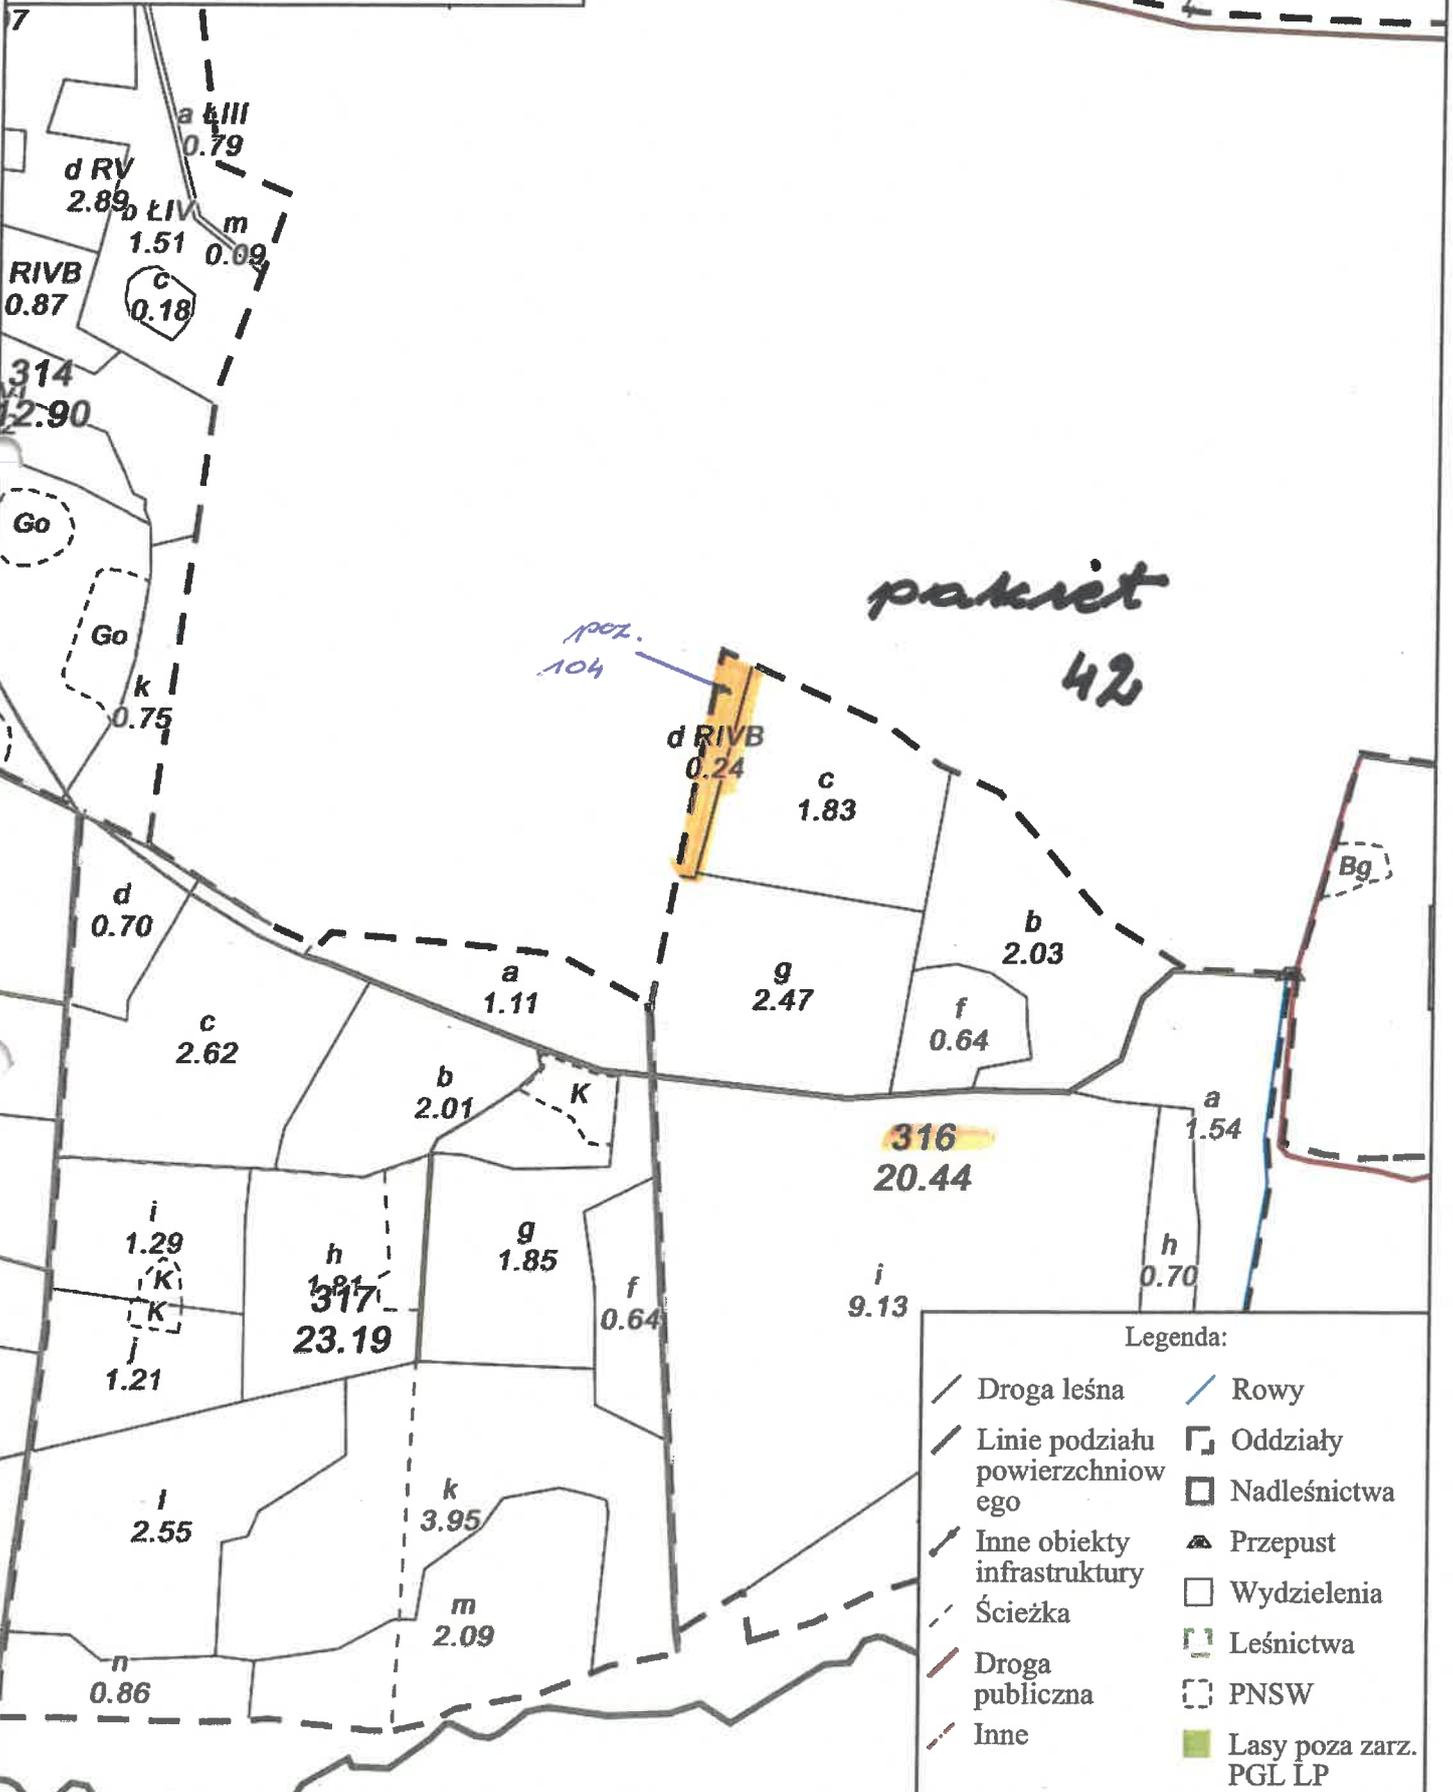 7
a ŁIII
0.79
d RV
2.89
b ŁIV
1.51
m
0.09
RIVB
0.87
c
0.18
314
12.90
Go
Go
k
0.75
pakiet
42
poz.
104
d RIVB
0.24
c
1.83
Bg
d
0.70
b
2.03
a
1.11
g
2.47
f
0.64
c
2.62
b
2.01
K
a
1.54
316
20.44
i
1.29
K
K
j
1.21
h
1.81
317
23.19
g
1.85
f
0.64
i
9.13
h
0.70
l
2.55
k
3.95
m
2.09
n
0.86
Legenda:
Droga leśna
Linie podziału
powierzchniow
ego
Inne obiekty
infrastruktury
Ścieżka
Droga
publiczna
Inne
Rowy
Oddziały
Nadleśnictwa
Przepust
Wydzielenia
Leśnictwa
PNSW
Lasy poza zarz.
PGL LP